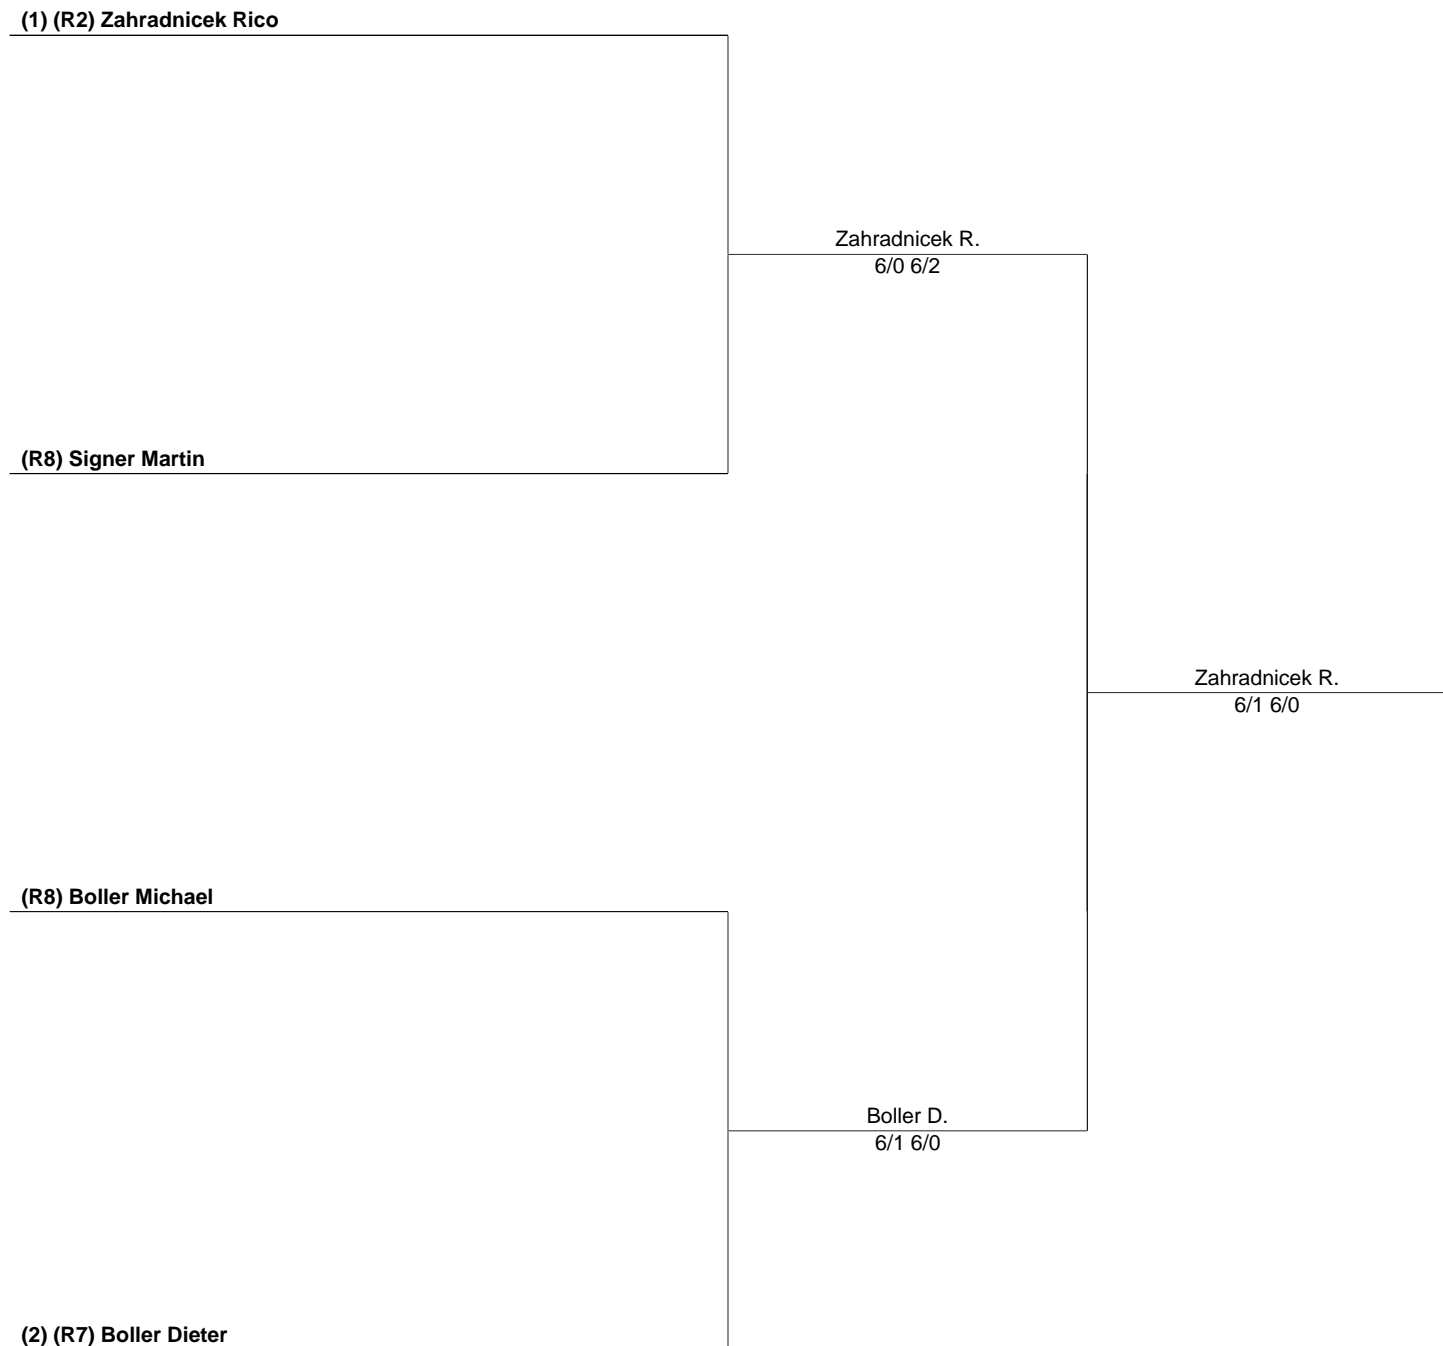 (1) (R2) Zahradnicek Rico
Zahradnicek R.
6/0 6/2
(R8) Signer Martin
Zahradnicek R.
6/1 6/0
(R8) Boller Michael
Boller D.
6/1 6/0
(2) (R7) Boller Dieter